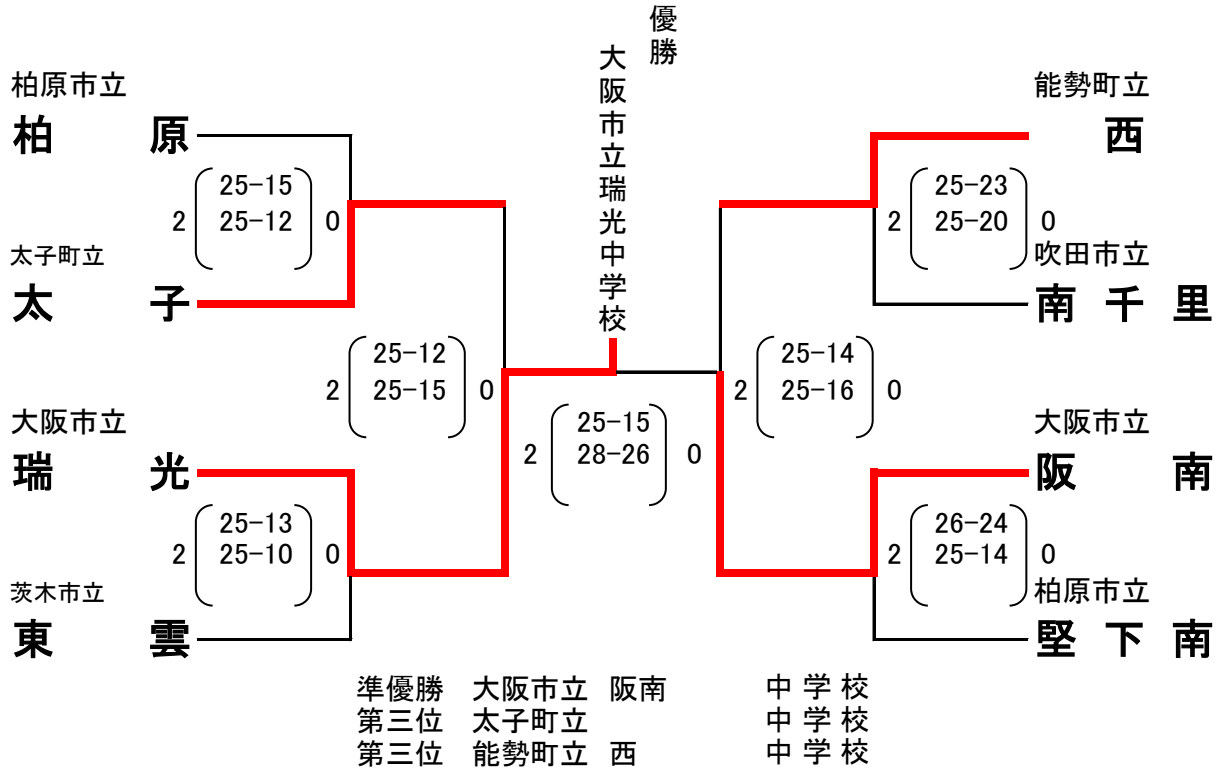 優勝
大阪市立瑞光中学校
柏原市立
柏原
2 25-15 0
25-12
太子町立
太子
2 25-12 0
25-15
大阪市立
瑞光
2 25-13 0
25-10
茨木市立
東雲
2 25-15 0
28-26
能勢町立
西
2 25-23 0
25-20
吹田市立
南千里
2 25-14 0
25-16
大阪市立
阪南
2 26-24 0
25-14
柏原市立
堅下南
準優勝 大阪市立 阪南 中学校
第三位 太子町立 中学校
第三位 能勢町立 西 中学校